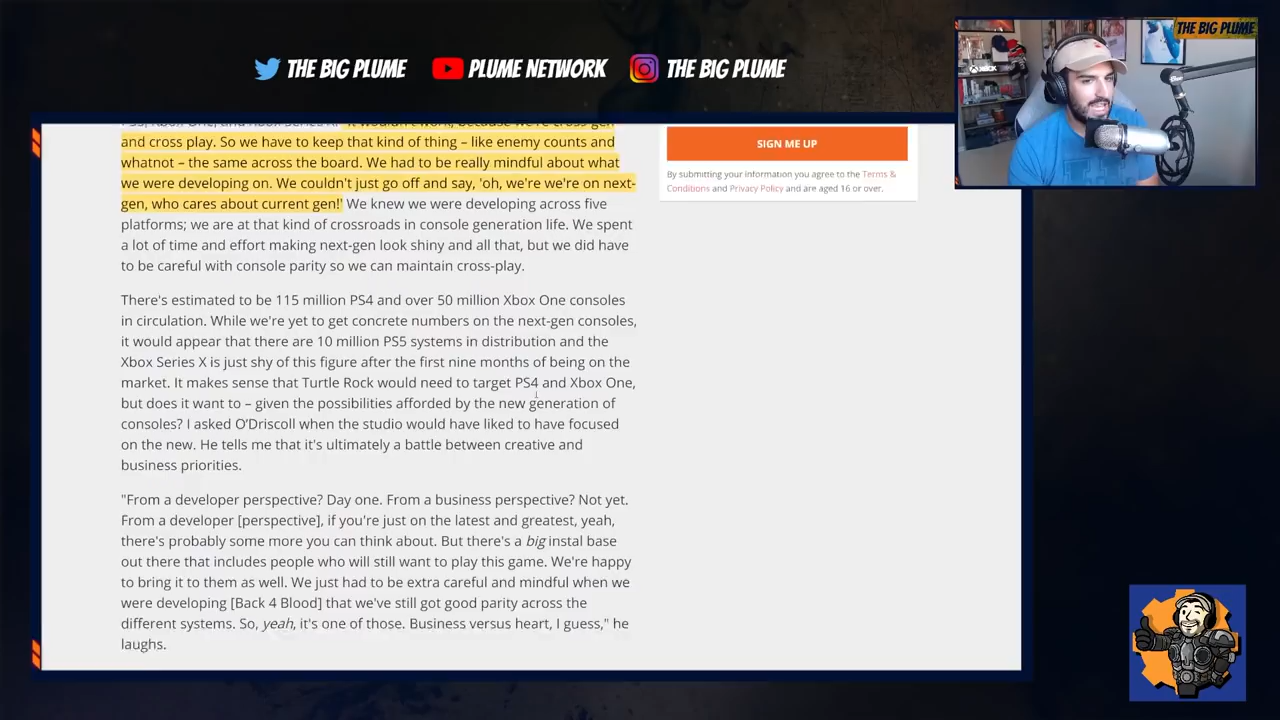 THE BIG PLUME
PLUME NETWORK
THE BIG PLUME
THE BIG PLUME
XBOX
and cross play. So we have to keep that kind of thing – like enemy counts and
whatnot – the same across the board. We had to be really mindful about what
we were developing on. We couldn't just go off and say, 'oh, we're we're on next-
gen, who cares about current gen!' We knew we were developing across five
platforms; we are at that kind of crossroads in console generation life. We spent
a lot of time and effort making next-gen look shiny and all that, but we did have
to be careful with console parity so we can maintain cross-play.
There's estimated to be 115 million PS4 and over 50 million Xbox One consoles
in circulation. While we're yet to get concrete numbers on the next-gen consoles,
it would appear that there are 10 million PS5 systems in distribution and the
Xbox Series X is just shy of this figure after the first nine months of being on the
market. It makes sense that Turtle Rock would need to target PS4 and Xbox One,
but does it want to – given the possibilities afforded by the new generation of
consoles? I asked O'Driscoll when the studio would have liked to have focused
on the new. He tells me that it's ultimately a battle between creative and
business priorities.
"From a developer perspective? Day one. From a business perspective? Not yet.
From a developer [perspective], if you're just on the latest and greatest, yeah,
there's probably some more you can think about. But there's a big instal base
out there that includes people who will still want to play this game. We're happy
to bring it to them as well. We just had to be extra careful and mindful when we
were developing [Back 4 Blood] that we've still got good parity across the
different systems. So, yeah, it's one of those. Business versus heart, I guess," he
laughs.
SIGN ME UP
By submitting your information you agree to the Terms &
Conditions and Privacy Policy and are aged 16 or over.